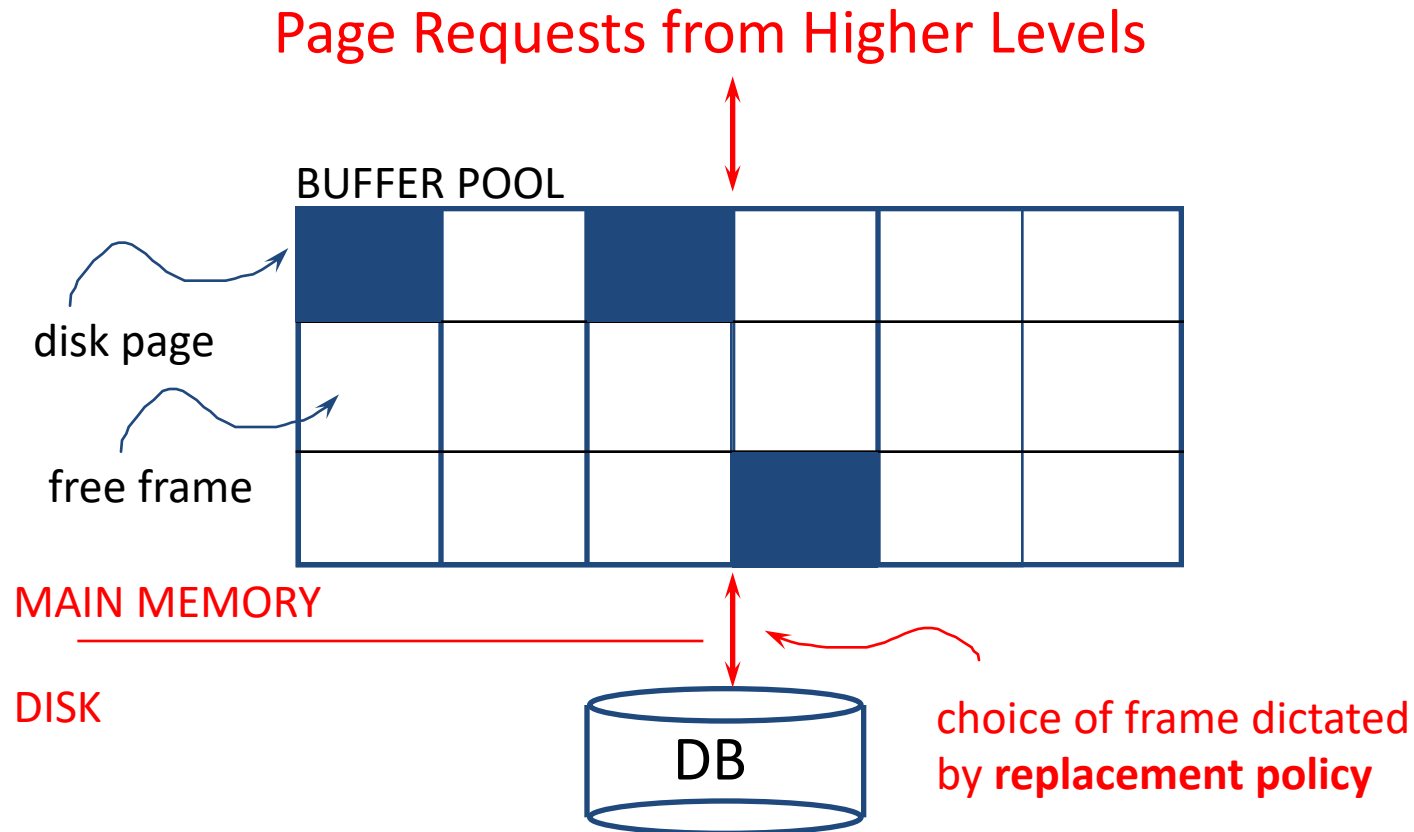 Page Requests from Higher Levels
BUFFER POOL
disk page
free frame
MAIN MEMORY
DISK
DB
choice of frame dictated
by replacement policy